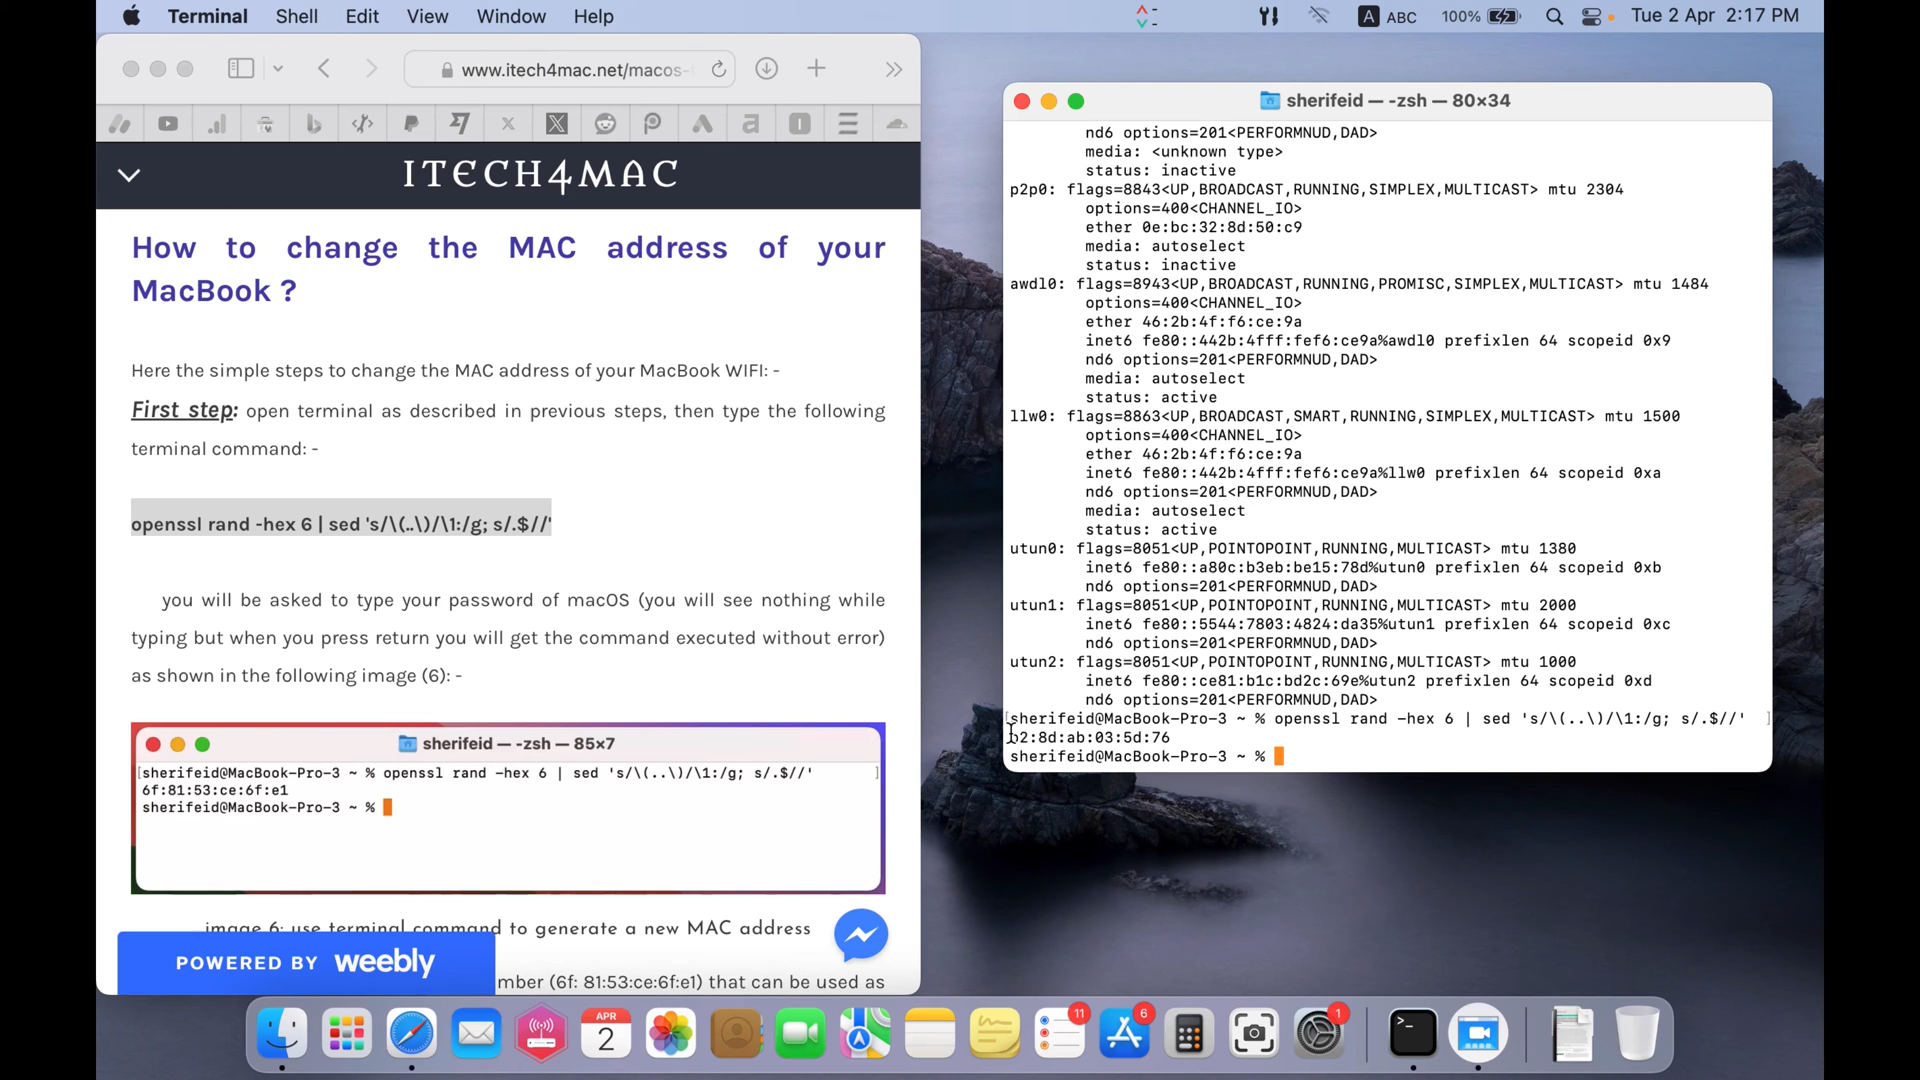 Terminal Shell Edit View Window Help
A ABC 100% Tue 2 Apr 2:17 PM
www.itech4mac.net/macos-
ITECH4MAC
How to change the MAC address of your
MacBook ?
Here the simple steps to change the MAC address of your MacBook WIFI: -
First step: open terminal as described in previous steps, then type the following
terminal command: -
openssl rand -hex 6 | sed 's/\(..\)/\1:/g; s/.$//'
you will be asked to type your password of macOS (you will see nothing while
typing but when you press return you will get the command executed without error)
as shown in the following image (6): -
sherifeid — -zsh — 85×7
[sherifeid@MacBook-Pro-3 ~ % openssl rand -hex 6 | sed 's/\(..\)/\1:/g; s/.$//' ]
6f:81:53:ce:6f:e1
sherifeid@MacBook-Pro-3 ~ %
image 6: use terminal command to generate a new MAC address
mber (6f: 81:53:ce:6f:e1) that can be used as
POWERED BY weebly
sherifeid — -zsh — 80×34
nd6 options=201<PERFORMNUD,DAD>
media: <unknown type>
status: inactive
p2p0: flags=8843<UP,BROADCAST,RUNNING,SIMPLEX,MULTICAST> mtu 2304
options=400<CHANNEL_IO>
ether 0e:bc:32:8d:50:c9
media: autoselect
status: inactive
awdl0: flags=8943<UP,BROADCAST,RUNNING,PROMISC,SIMPLEX,MULTICAST> mtu 1484
options=400<CHANNEL_IO>
ether 46:2b:4f:f6:ce:9a
inet6 fe80::442b:4fff:fef6:ce9a%awdl0 prefixlen 64 scopeid 0x9
nd6 options=201<PERFORMNUD,DAD>
media: autoselect
status: active
llw0: flags=8863<UP,BROADCAST,SMART,RUNNING,SIMPLEX,MULTICAST> mtu 1500
options=400<CHANNEL_IO>
ether 46:2b:4f:f6:ce:9a
inet6 fe80::442b:4fff:fef6:ce9a%llw0 prefixlen 64 scopeid 0xa
nd6 options=201<PERFORMNUD,DAD>
media: autoselect
status: active
utun0: flags=8051<UP,POINTOPOINT,RUNNING,MULTICAST> mtu 1380
inet6 fe80::a80c:b3eb:be15:78d%utun0 prefixlen 64 scopeid 0xb
nd6 options=201<PERFORMNUD,DAD>
utun1: flags=8051<UP,POINTOPOINT,RUNNING,MULTICAST> mtu 2000
inet6 fe80::5544:7803:4824:da35%utun1 prefixlen 64 scopeid 0xc
nd6 options=201<PERFORMNUD,DAD>
utun2: flags=8051<UP,POINTOPOINT,RUNNING,MULTICAST> mtu 1000
inet6 fe80::ce81:b1c:bd2c:69e%utun2 prefixlen 64 scopeid 0xd
nd6 options=201<PERFORMNUD,DAD>
[sherifeid@MacBook-Pro-3 ~ % openssl rand -hex 6 | sed 's/\(..\)/\1:/g; s/.$//' ]
b2:8d:ab:03:5d:76
sherifeid@MacBook-Pro-3 ~ %
APR
2
11
6
1